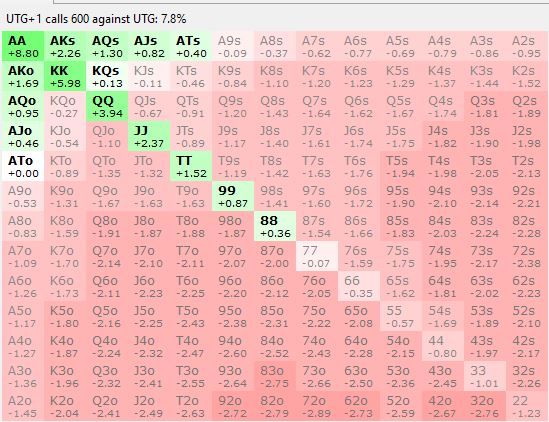 UTG+1 calls 600 against UTG: 7.8%
AA AKs AQs AJs ATs A9s A8s A7s A6s A5s A4s A3s A2s
+8.80 +2.26 +1.30 +0.82 +0.40 -0.09 -0.37 -0.62 -0.77 -0.69 -0.79 -0.86 -0.95
AKo KK KQs KJs KTs K9s K8s K7s K6s K5s K4s K3s K2s
+1.69 +5.98 +0.13 -0.11 -0.46 -0.84 -1.10 -1.20 -1.23 -1.29 -1.37 -1.44 -1.52
AQo KQo QQ QJs QTs Q9s Q8s Q7s Q6s Q5s Q4s Q3s Q2s
+0.95 -0.27 +3.94 -0.67 -0.91 -1.20 -1.43 -1.64 -1.62 -1.67 -1.74 -1.81 -1.89
AJo KJo QJo JJ JTs J9s J8s J7s J6s J5s J4s J3s J2s
+0.46 -0.54 -1.10 +2.37 -0.89 -1.17 -1.40 -1.61 -1.74 -1.75 -1.82 -1.90 -1.98
ATo KTo QTo JTo TT T9s T8s T7s T6s T5s T4s T3s T2s
+0.00 -0.89 -1.35 -1.32 +1.52 -1.19 -1.42 -1.63 -1.76 -1.94 -1.98 -2.05 -2.13
A9o K9o Q9o J9o T9o 99 98s 97s 96s 95s 94s 93s 92s
-0.53 -1.31 -1.67 -1.63 -1.63 +0.87 -1.41 -1.60 -1.72 -1.90 -2.10 -2.14 -2.21
A8o K8o Q8o J8o T8o 98o 88 87s 86s 85s 84s 83s 82s
-0.83 -1.59 -1.91 -1.87 -1.88 -1.87 +0.36 -1.54 -1.66 -1.83 -2.03 -2.24 -2.28
A7o K7o Q7o J7o T7o 97o 87o 77 76s 75s 74s 73s 72s
-1.09 -1.70 -2.14 -2.10 -2.11 -2.07 -2.00 -0.07 -1.59 -1.75 -1.95 -2.17 -2.38
A6o K6o Q6o J6o T6o 96o 86o 76o 66 65s 64s 63s 62s
-1.26 -1.73 -2.11 -2.23 -2.25 -2.20 -2.12 -2.05 -0.35 -1.62 -1.81 -2.02 -2.23
A5o K5o Q5o J5o T5o 95o 85o 75o 65o 55 54s 53s 52s
-1.17 -1.80 -2.16 -2.25 -2.43 -2.38 -2.31 -2.22 -2.08 -0.57 -1.69 -1.89 -2.10
A4o K4o Q4o J4o T4o 94o 84o 74o 64o 54o 44 43s 42s
-1.27 -1.87 -2.24 -2.32 -2.47 -2.60 -2.52 -2.43 -2.28 -2.15 -0.80 -1.97 -2.17
A3o K3o Q3o J3o T3o 93o 83o 73o 63o 53o 43o 33 32s
-1.36 -1.96 -2.32 -2.41 -2.55 -2.64 -2.75 -2.66 -2.50 -2.36 -2.45 -1.01 -2.26
A2o K2o Q2o J2o T2o 92o 82o 72o 62o 52o 42o 32o 22
-1.45 -2.04 -2.41 -2.49 -2.63 -2.72 -2.79 -2.89 -2.73 -2.59 -2.67 -2.76 -1.23